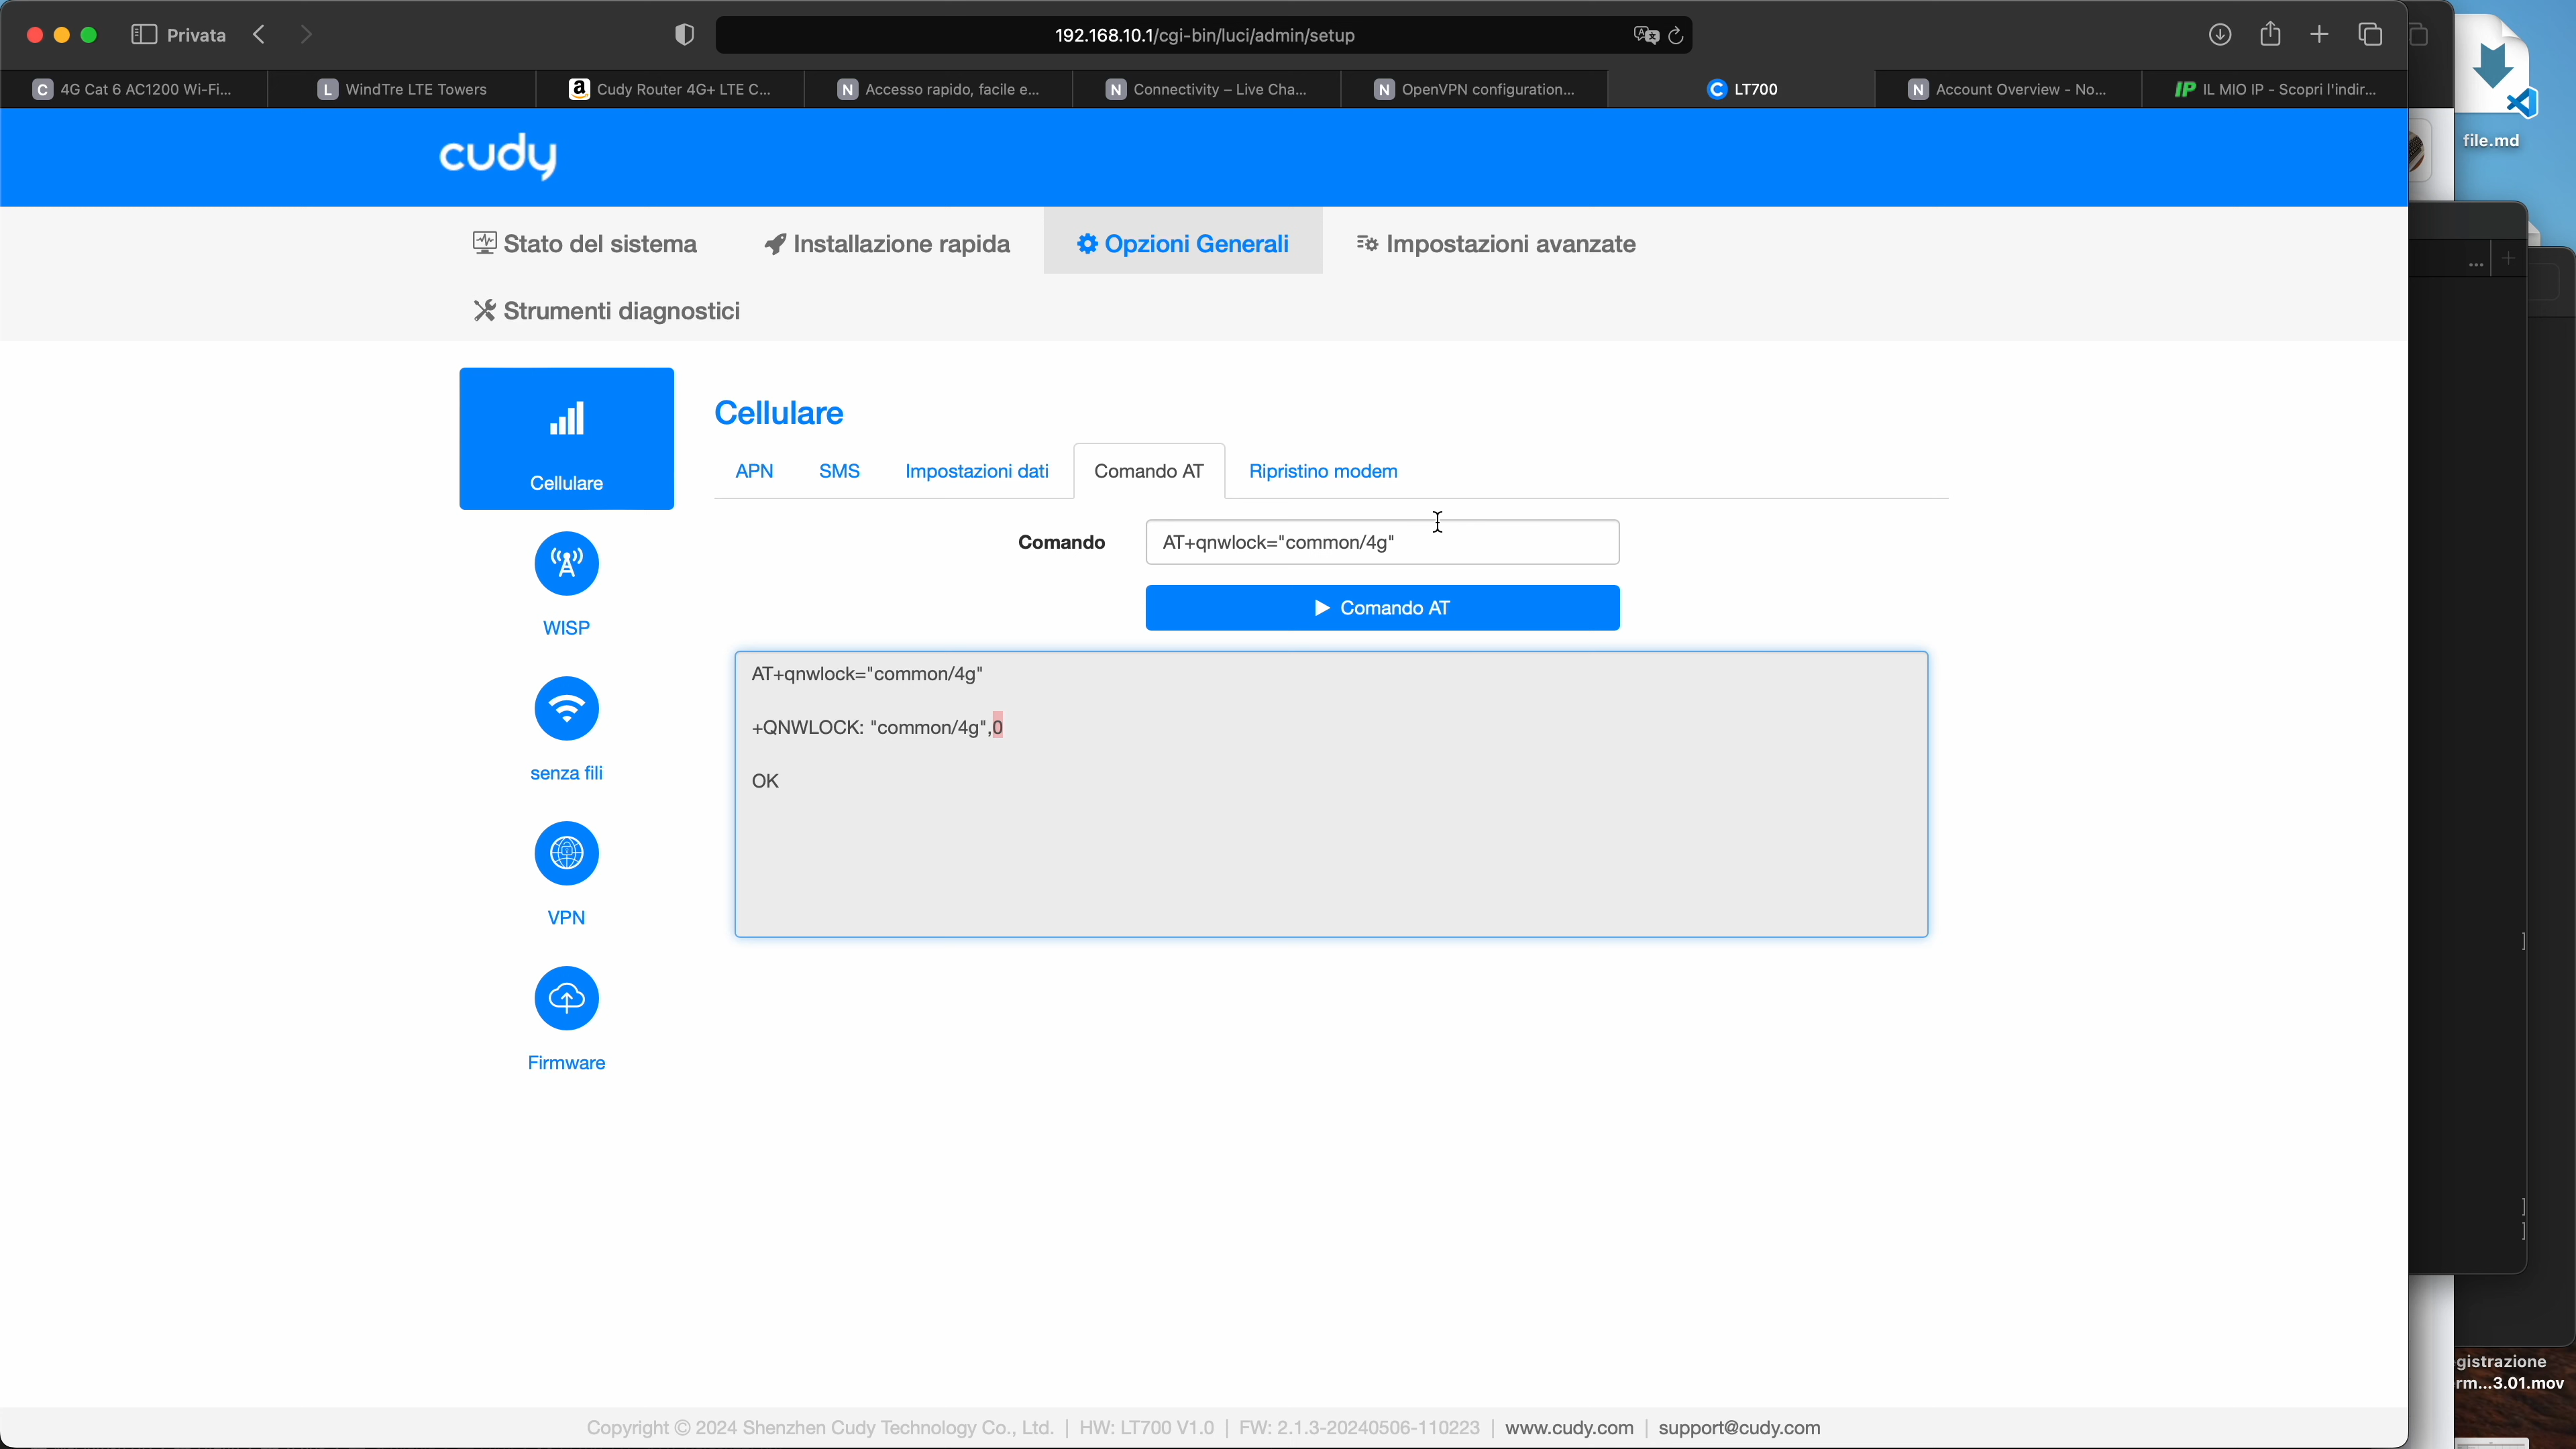 Privata
192.168.10.1/cgi-bin/luci/admin/setup
4G Cat 6 AC1200 Wi-Fi...
WindTre LTE Towers
Cudy Router 4G+ LTE C...
Accesso rapido, facile e...
Connectivity – Live Cha...
OpenVPN configuration...
LT700
Account Overview - No...
IL MIO IP - Scopri l'indir...
file.md
cudy
Stato del sistema
Installazione rapida
Opzioni Generali
Impostazioni avanzate
Strumenti diagnostici
Cellulare
WISP
senza fili
VPN
Firmware
Cellulare
APN
SMS
Impostazioni dati
Comando AT
Ripristino modem
Comando
AT+qnwlock="common/4g"
Comando AT
AT+qnwlock="common/4g"
+QNWLOCK: "common/4g",0
OK
egistrazione
rm...3.01.mov
Copyright © 2024 Shenzhen Cudy Technology Co., Ltd. | HW: LT700 V1.0 | FW: 2.1.3-20240506-110223 | www.cudy.com | support@cudy.com